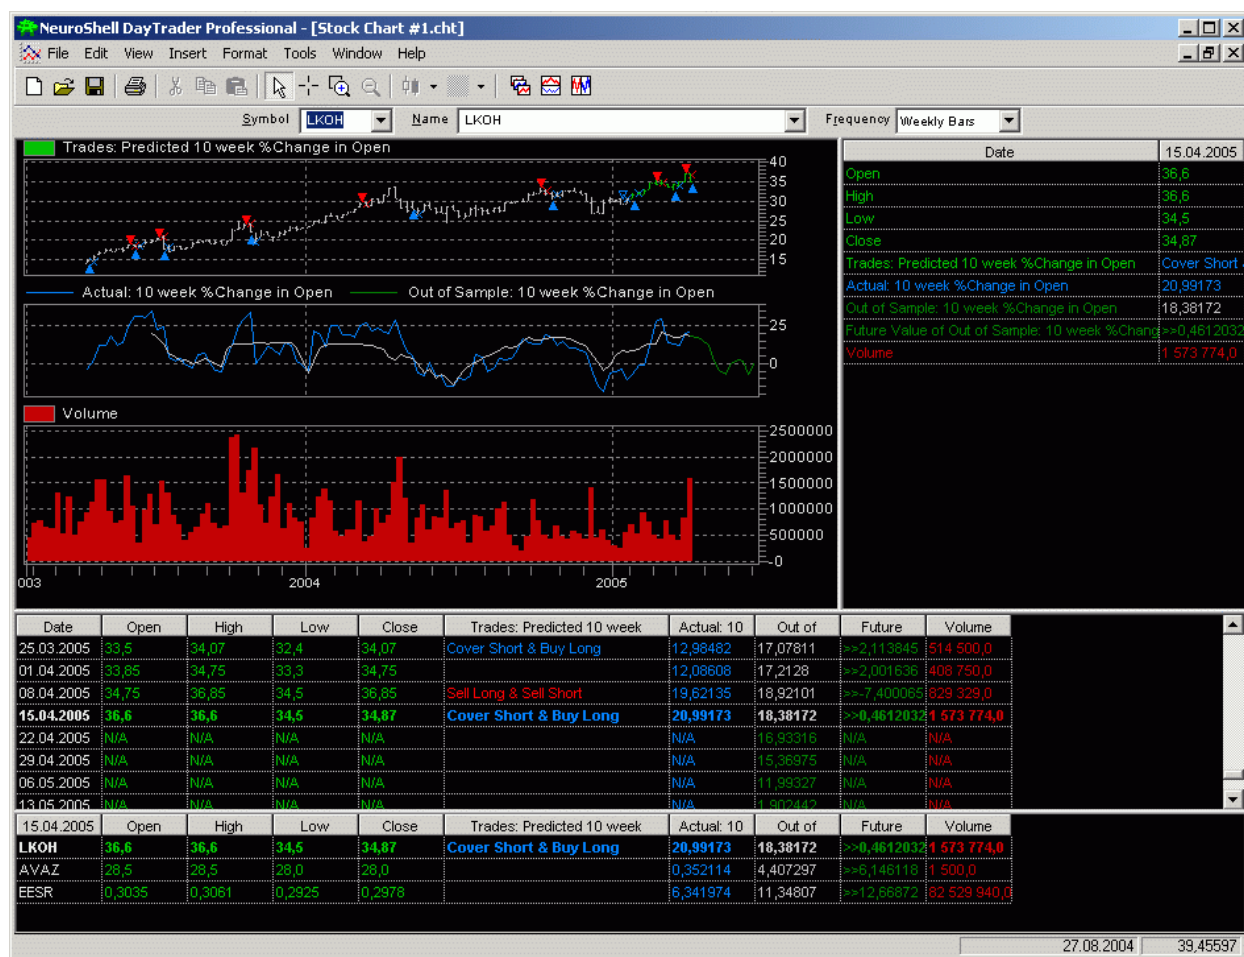 NeuroShell DayTrader Professional - [Stock Chart #1.cht]
File Edit View Insert Format Tools Window Help
Symbol LKOH Name LKOH Frequency Weekly Bars
Trades: Predicted 10 week %Change in Open
40
35
30
25
20
15
Actual: 10 week %Change in Open Out of Sample: 10 week %Change in Open
25
0
Volume
2500000
2000000
1500000
1000000
500000
0
003 2004 2005
Date 15.04.2005
Open 36,6
High 36,6
Low 34,5
Close 34,87
Trades: Predicted 10 week %Change in Open Cover Short
Actual: 10 week %Change in Open 20,99173
Out of Sample: 10 week %Change in Open 18,38172
Future Value of Out of Sample: 10 week %Chang >>0,4612032
Volume 1 573 774,0
Date Open High Low Close Trades: Predicted 10 week Actual: 10 Out of Future Volume
25.03.2005 33,5 34,07 32,4 34,07 Cover Short & Buy Long 12,98482 17,07811 >>2,113845 514 500,0
01.04.2005 33,85 34,75 33,3 34,75 12,08608 17,2128 >>2,001636 408 750,0
08.04.2005 34,75 36,85 34,5 36,85 Sell Long & Sell Short 19,62135 18,92101 >>-7,400065 829 329,0
15.04.2005 36,6 36,6 34,5 34,87 Cover Short & Buy Long 20,99173 18,38172 >>0,4612032 1 573 774,0
22.04.2005 N/A N/A N/A N/A N/A 16,93316 N/A N/A
29.04.2005 N/A N/A N/A N/A N/A 15,36975 N/A N/A
06.05.2005 N/A N/A N/A N/A N/A 11,99327 N/A N/A
13.05.2005 N/A N/A N/A N/A N/A 1,902442 N/A N/A
15.04.2005 Open High Low Close Trades: Predicted 10 week Actual: 10 Out of Future Volume
LKOH 36,6 36,6 34,5 34,87 Cover Short & Buy Long 20,99173 18,38172 >>0,4612032 1 573 774,0
AVAZ 28,5 28,5 28,0 28,0 0,352114 4,407297 >>6,146118 1 500,0
EESR 0,3035 0,3061 0,2925 0,2978 6,341974 11,34807 >>12,66872 82 529 940,0
27.08.2004 39,45597